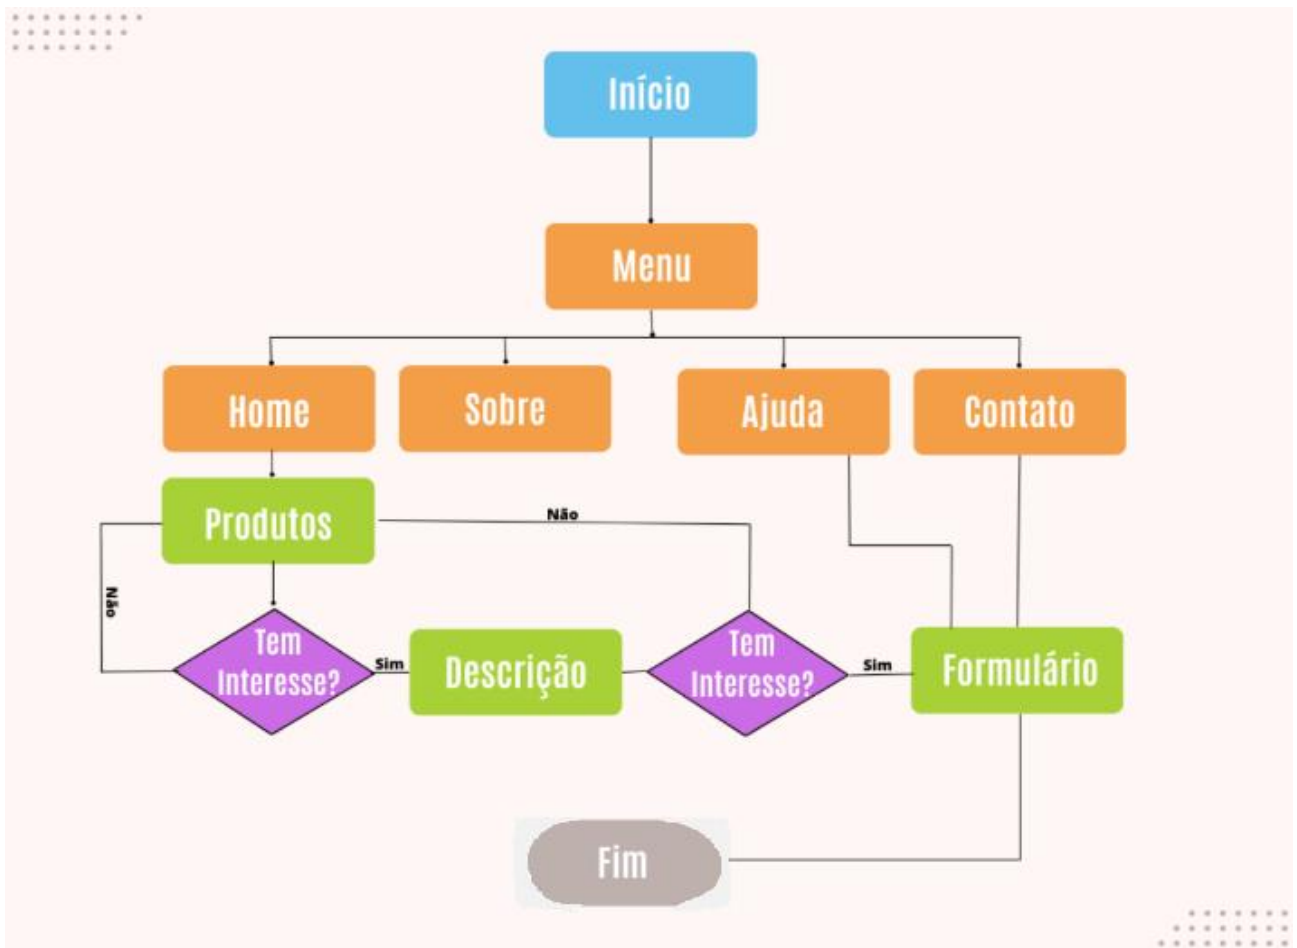 Início
Menu
Home
Sobre
Ajuda
Contato
Produtos
Não
Não
Tem
Interesse?
Sim
Descrição
Tem
Interesse?
Sim
Formulário
Fim